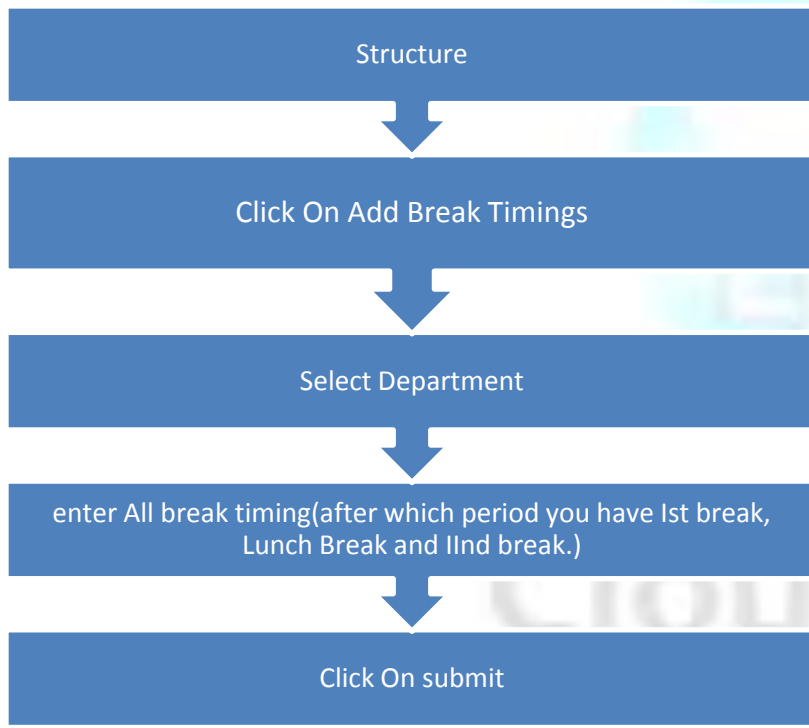 Structure
Click On Add Break Timings
Select Department
enter All break timing(after which period you have Ist break,
Lunch Break and IInd break.)
Click On submit